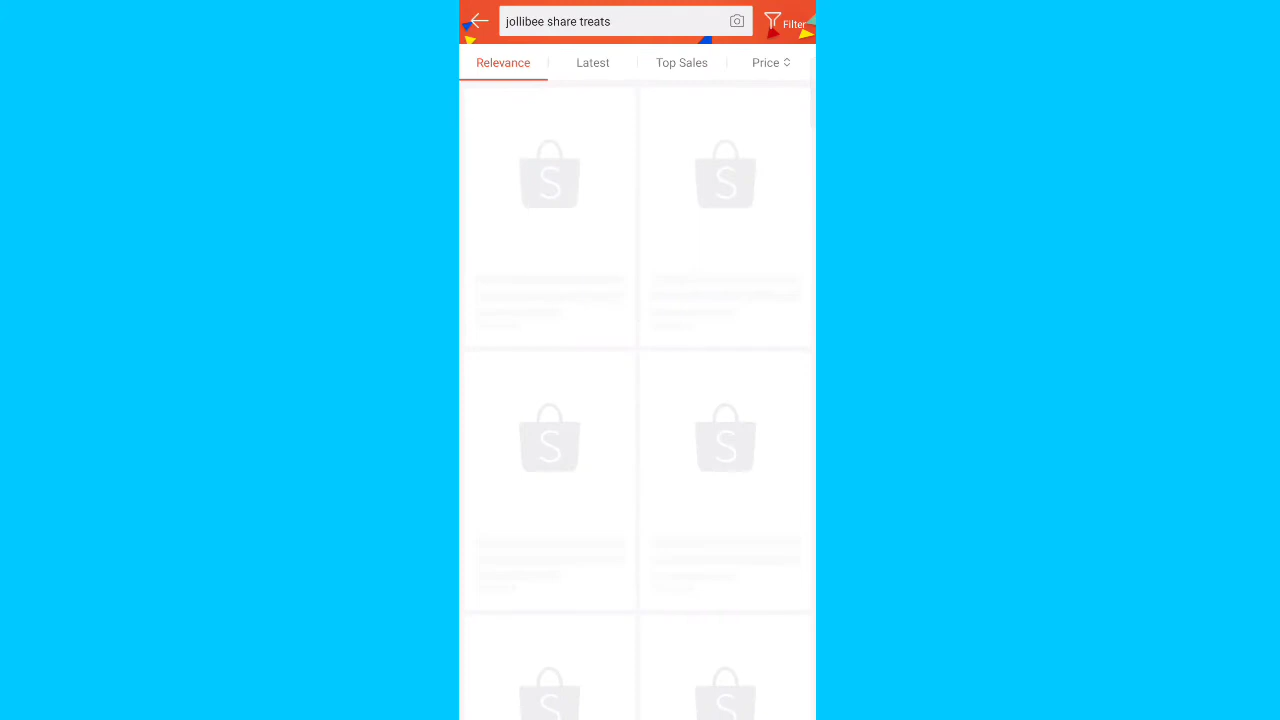 jollibee share treats
Filter
Relevance
Latest
Top Sales
Price
S
S
S
S
S
S